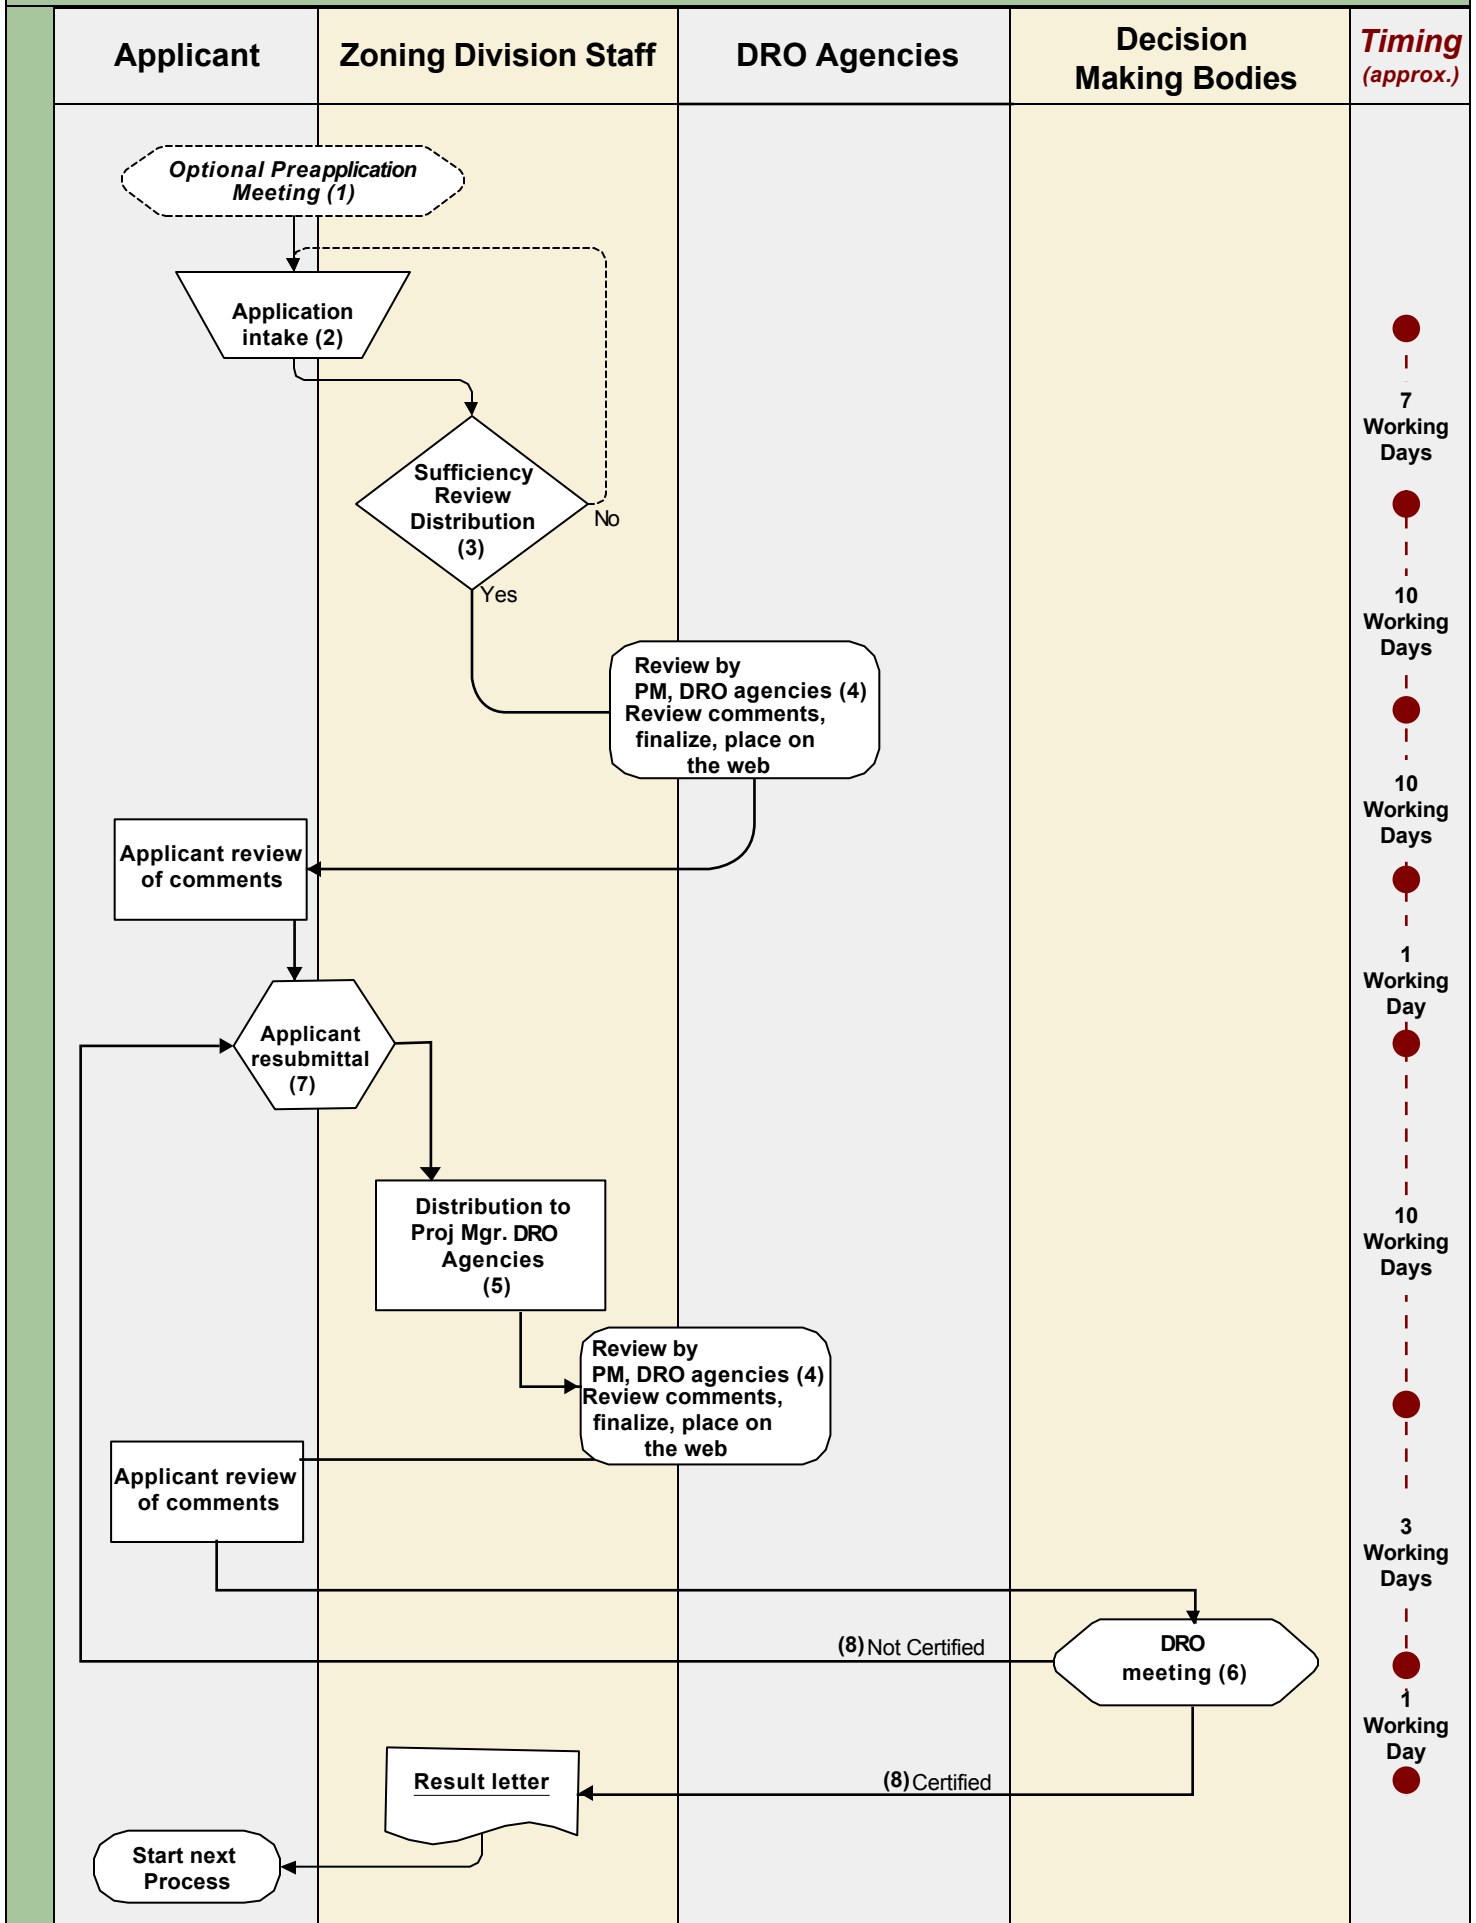 Applicant
Zoning Division Staff
DRO Agencies
Decision
Making Bodies
Timing
(approx.)
Optional Preapplication
Meeting (1)
Application
intake (2)
7
Working
Days
Sufficiency
Review
Distribution
(3)
No
Yes
10
Working
Days
Review by
PM, DRO agencies (4)
Review comments,
finalize, place on
the web
10
Working
Days
Applicant review
of comments
1
Working
Day
Applicant
resubmittal
(7)
Distribution to
Proj Mgr. DRO
Agencies
(5)
10
Working
Days
Review by
PM, DRO agencies (4)
Review comments,
finalize, place on
the web
Applicant review
of comments
3
Working
Days
(8) Not Certified
DRO
meeting (6)
1
Working
Day
Result letter
(8) Certified
Start next
Process